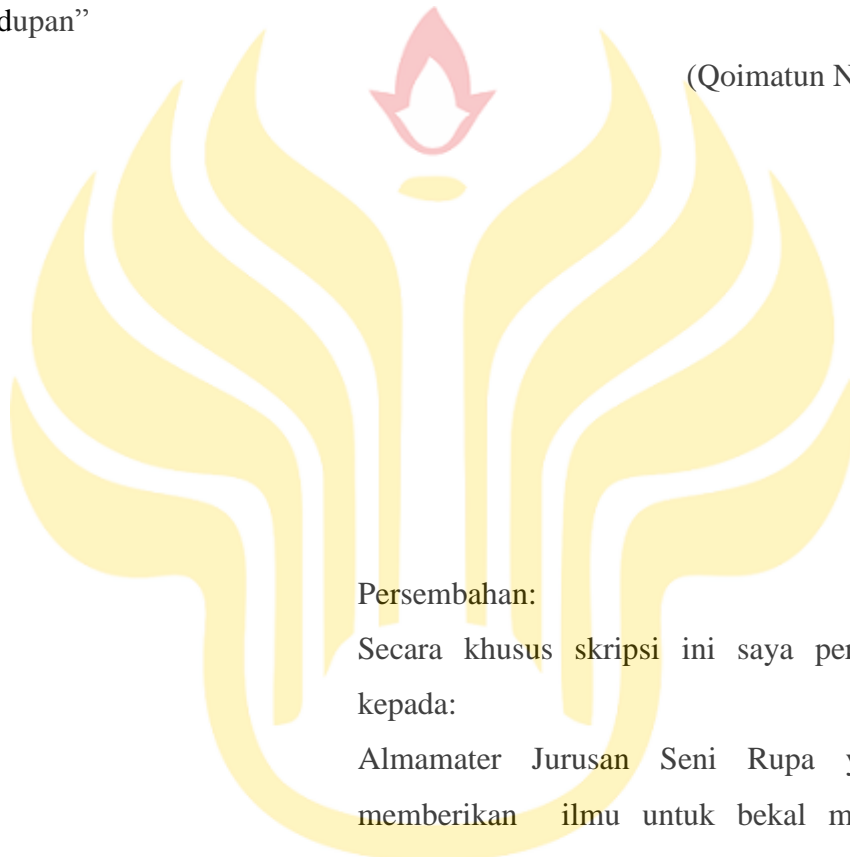 dupan”
(Qoimatun N
Persembahan:
Secara khusus skripsi ini saya per
kepada:
Almamater Jurusan Seni Rupa y
memberikan ilmu untuk bekal m